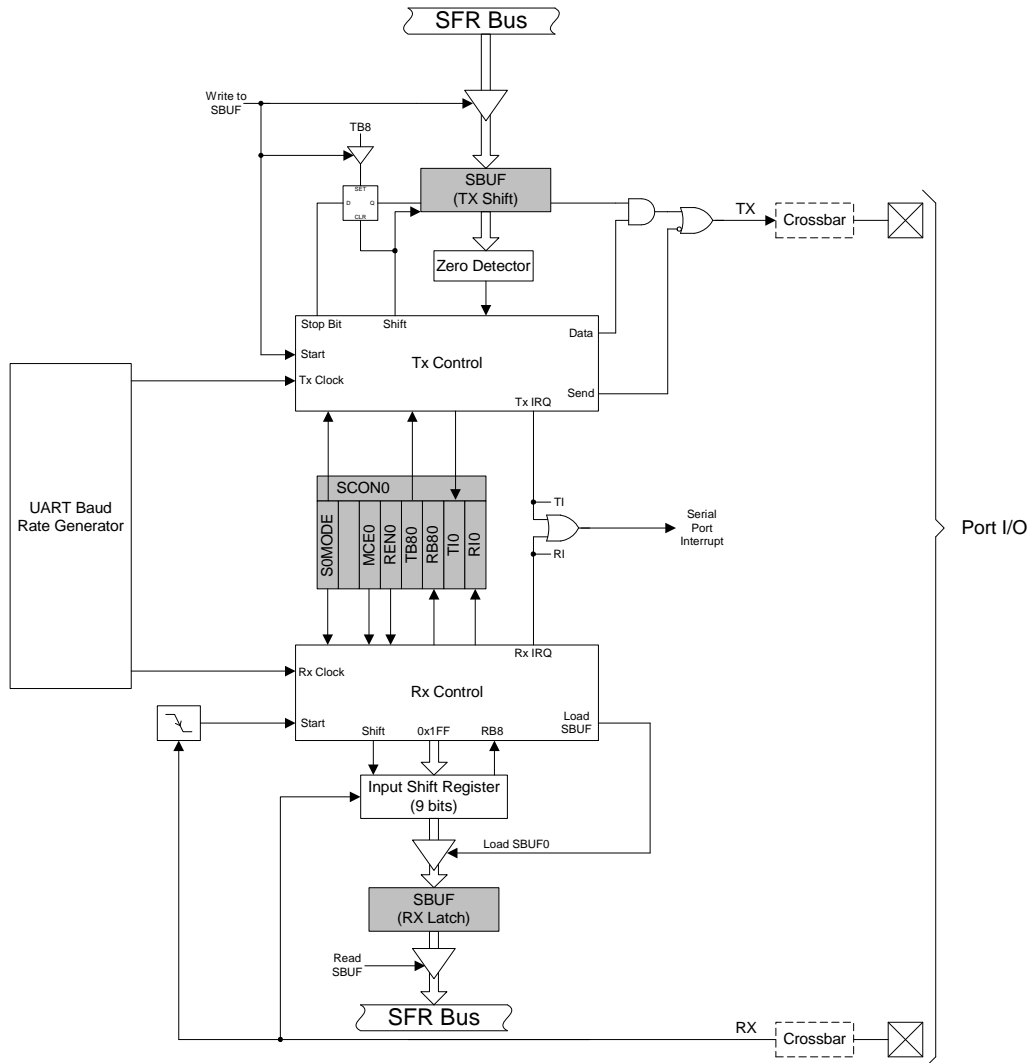 SFR Bus
Write to
SBUF
TB8
SBUF
(TX Shift)
SET
D
Q
CLR
TX
Crossbar
Zero Detector
Stop Bit
Shift
Data
Start
Tx Control
Tx Clock
Send
Tx IRQ
UART Baud
Rate Generator
SCON0
S0MODE
MCE0
REN0
TB80
RB80
TI0
RI0
TI
RI
Serial
Port
Interrupt
Port I/O
Rx IRQ
Rx Clock
Rx Control
Start
Load
SBUF
Shift
0x1FF
RB8
Input Shift Register
(9 bits)
Load SBUF0
SBUF
(RX Latch)
Read
SBUF
SFR Bus
RX
Crossbar